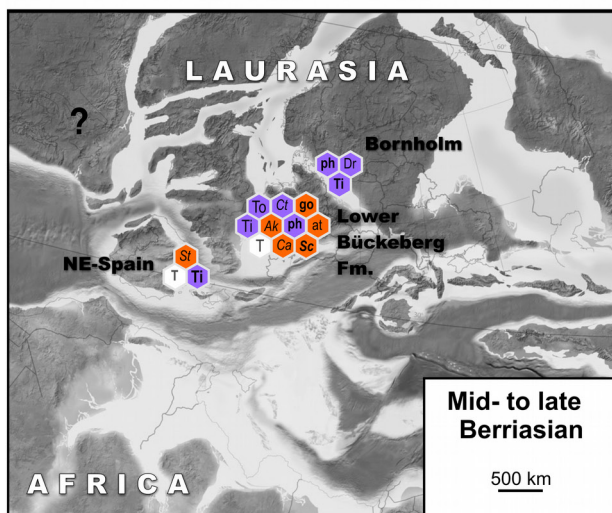 LAURASIA
?
Bornholm
ph Dr
Ti
To Ct go
Ti Ak ph at
T Ca Sc
Lower
Bückeberg
Fm.
NE-Spain
St
T Ti
Mid- to late
Berriasian
500 km
AFRICA